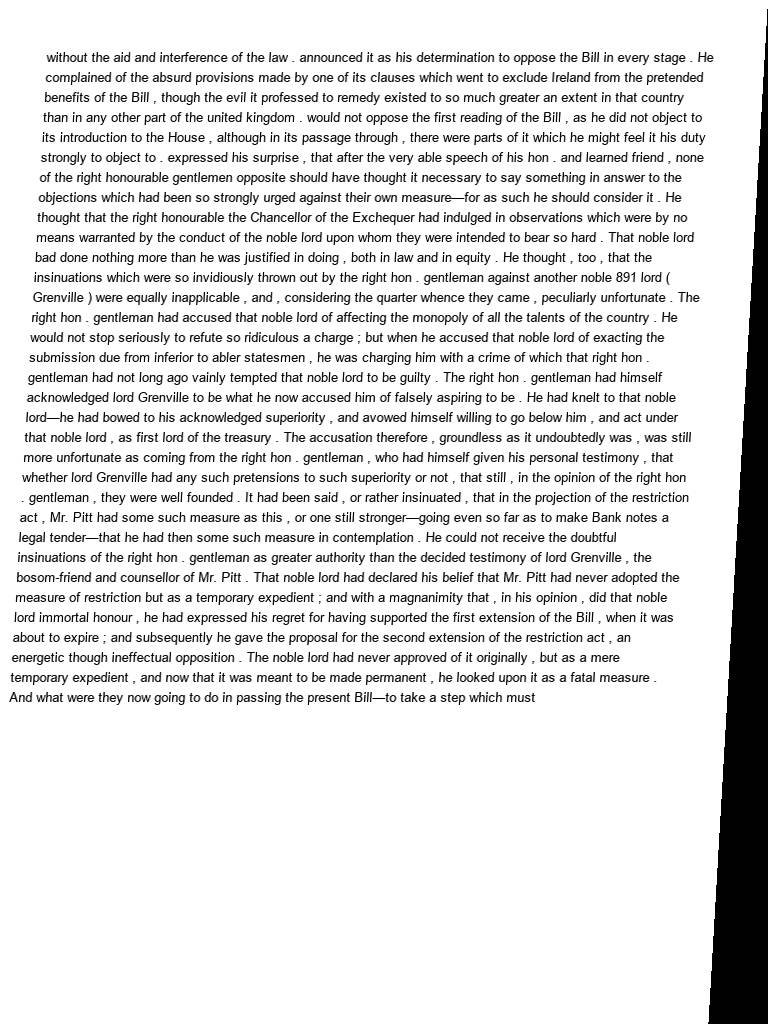 without the aid and interference of the law . announced it as his determination to oppose the Bill in every stage . He
complained of the absurd provisions made by one of its clauses which went to exclude Ireland from the pretended
benefits of the Bill , though the evil it professed to remedy existed to so much greater an extent in that country
than in any other part of the united kingdom . would not oppose the first reading of the Bill , as he did not object to
its introduction to the House , although in its passage through , there were parts of it which he might feel it his duty
strongly to object to . expressed his surprise , that after the very able speech of his hon . and learned friend , none
of the right honourable gentlemen opposite should have thought it necessary to say something in answer to the
objections which had been so strongly urged against their own measure—for as such he should consider it . He
thought that the right honourable the Chancellor of the Exchequer had indulged in observations which were by no
means warranted by the conduct of the noble lord upon whom they were intended to bear so hard . That noble lord
bad done nothing more than he was justified in doing , both in law and in equity . He thought , too , that the
insinuations which were so invidiously thrown out by the right hon . gentleman against another noble 891 lord (
Grenville ) were equally inapplicable , and , considering the quarter whence they came , peculiarly unfortunate . The
right hon . gentleman had accused that noble lord of affecting the monopoly of all the talents of the country . He
would not stop seriously to refute so ridiculous a charge ; but when he accused that noble lord of exacting the
submission due from inferior to abler statesmen , he was charging him with a crime of which that right hon .
gentleman had not long ago vainly tempted that noble lord to be guilty . The right hon . gentleman had himself
acknowledged lord Grenville to be what he now accused him of falsely aspiring to be . He had knelt to that noble
lord—he had bowed to his acknowledged superiority , and avowed himself willing to go below him , and act under
that noble lord , as first lord of the treasury . The accusation therefore , groundless as it undoubtedly was , was still
more unfortunate as coming from the right hon . gentleman , who had himself given his personal testimony , that
whether lord Grenville had any such pretensions to such superiority or not , that still , in the opinion of the right hon
. gentleman , they were well founded . It had been said , or rather insinuated , that in the projection of the restriction
act , Mr. Pitt had some such measure as this , or one still stronger—going even so far as to make Bank notes a
legal tender—that he had then some such measure in contemplation . He could not receive the doubtful
insinuations of the right hon . gentleman as greater authority than the decided testimony of lord Grenville , the
bosom-friend and counsellor of Mr. Pitt . That noble lord had declared his belief that Mr. Pitt had never adopted the
measure of restriction but as a temporary expedient ; and with a magnanimity that , in his opinion , did that noble
lord immortal honour , he had expressed his regret for having supported the first extension of the Bill , when it was
about to expire ; and subsequently he gave the proposal for the second extension of the restriction act , an
energetic though ineffectual opposition . The noble lord had never approved of it originally , but as a mere
temporary expedient , and now that it was meant to be made permanent , he looked upon it as a fatal measure .
And what were they now going to do in passing the present Bill—to take a step which must